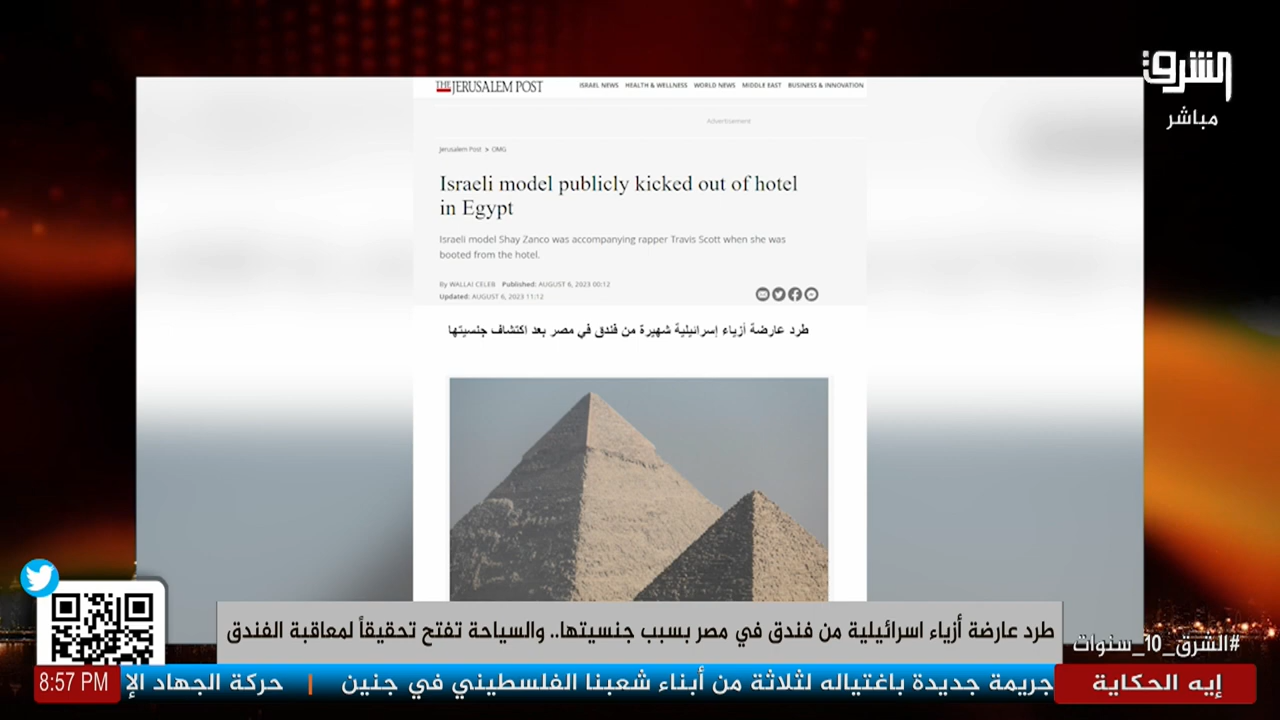 الشرق
مباشر
THE JERUSALEM POST
ISRAEL NEWS HEALTH & WELLNESS WORLD NEWS MIDDLE EAST BUSINESS & INNOVATION
Advertisement
Jerusalem Post > OMG
Israeli model publicly kicked out of hotel
in Egypt
Israeli model Shay Zanco was accompanying rapper Travis Scott when she was
booted from the hotel.
By WALLAI CELEB Published: AUGUST 6, 2023 00:12
Updated: AUGUST 6, 2023 11:12
طرد عارضة أزياء إسرائيلية شهيرة من فندق في مصر بعد اكتشاف جنسيتها
طرد عارضة أزياء اسرائيلية من فندق في مصر بسبب جنسيتها.. والسياحة تفتح تحقيقاً لمعاقبة الفندق
#الشرق_10_سنوات
إيه الحكاية
جريمة جديدة باغتياله لثلاثة من أبناء شعبنا الفلسطيني في جنين | حركة الجهاد الإ
8:57 PM